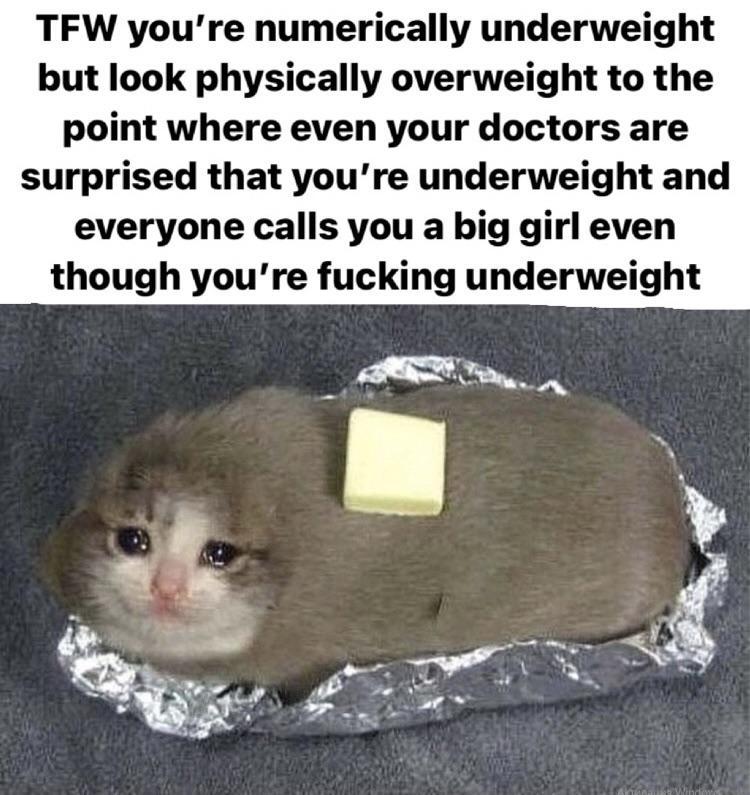 TFW you’re numerically underweight
but look physically overweight to the
point where even your doctors are
surprised that you’re underweight and
everyone calls you a big girl even
though you’re fucking underweight